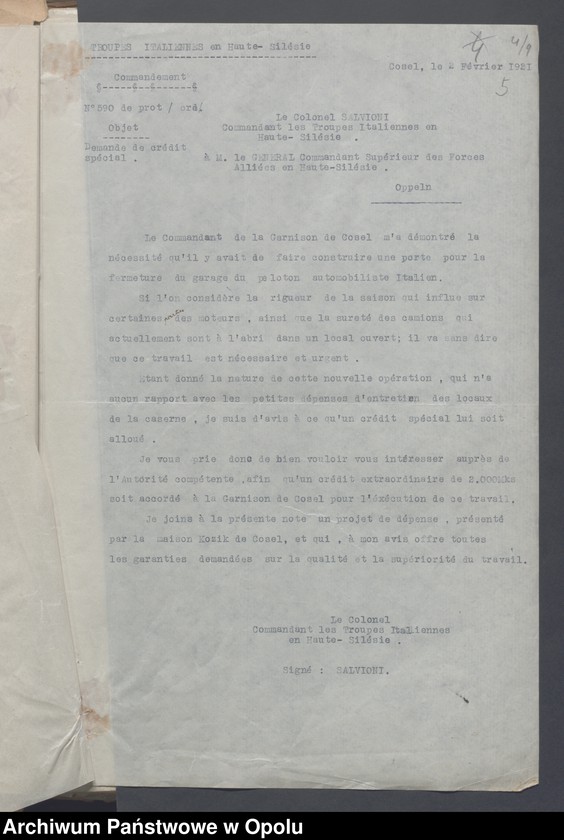 TROUPES ITALIENNES en Haute- Silésie
4 4/9
Cosel, le 2 Février 1921
5
Commandement
N°590 de prot / ord.
Le Colonel SALVIONI
Objet
Commandant les Troupes Italiennes en
Haute- Silésie .
Demande de crédit
spécial .
à M. le GENERAL Commandant Supérieur des Forses
Alliées en Haute-Silésie .
Oppeln
Le Commandant de la Garnison de Cosel m'a démontré la
nécessité qu'il y avait de faire construire une porte pour la
fermeture du garage du peloton automobiliste Italien.
Si l'on considère la rigueur de la saison qui influe sur
certaines des moteurs , ainsi que la sureté des camions qui
actuellement sont à l'abri dans un local ouvert; il va sans dire
que ce travail est nécessaire et urgent .
Etant donné la nature de cette nouvelle opération , qui n'a
aucun rapport avec les petites dépenses d'entretien des locaux
de la caserne , je suis d'avis à ce qu'un crédit spécial lui soit
alloué .
Je vous prie donc de bien vouloir vous intéresser auprès de
l'Autorité compétente ,afin qu'un crédit extraordinaire de 2.000Mks
soit accordé à la Garnison de Cosel pour l'éxécution de ce travail.
Je joins à la présente note un projet de dépense , présenté
par la maison Kozik de Cosel, et qui , à mon avis offre toutes
les garanties demandées sur la qualité et la supériorité du travail.
Le Colonel
Commandant les Troupes Italiennes
en Haute- Silésie .
Signé : SALVIONI.
Archiwum Państwowe w Opolu